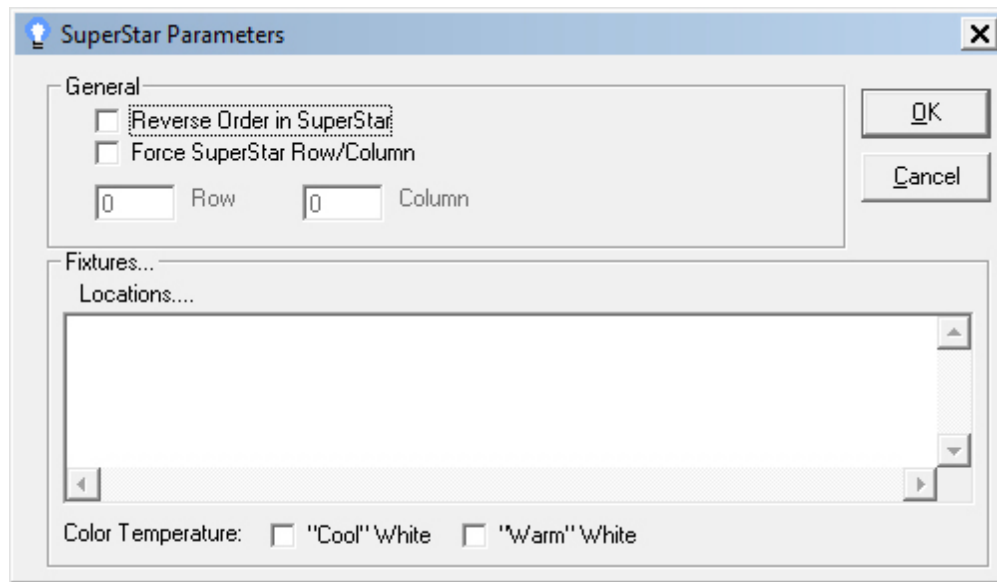 SuperStar Parameters
General
Reverse Order in SuperStar
Force SuperStar Row/Column
0 Row 0 Column
OK
Cancel
Fixtures...
Locations....
Color Temperature: "Cool" White "Warm" White